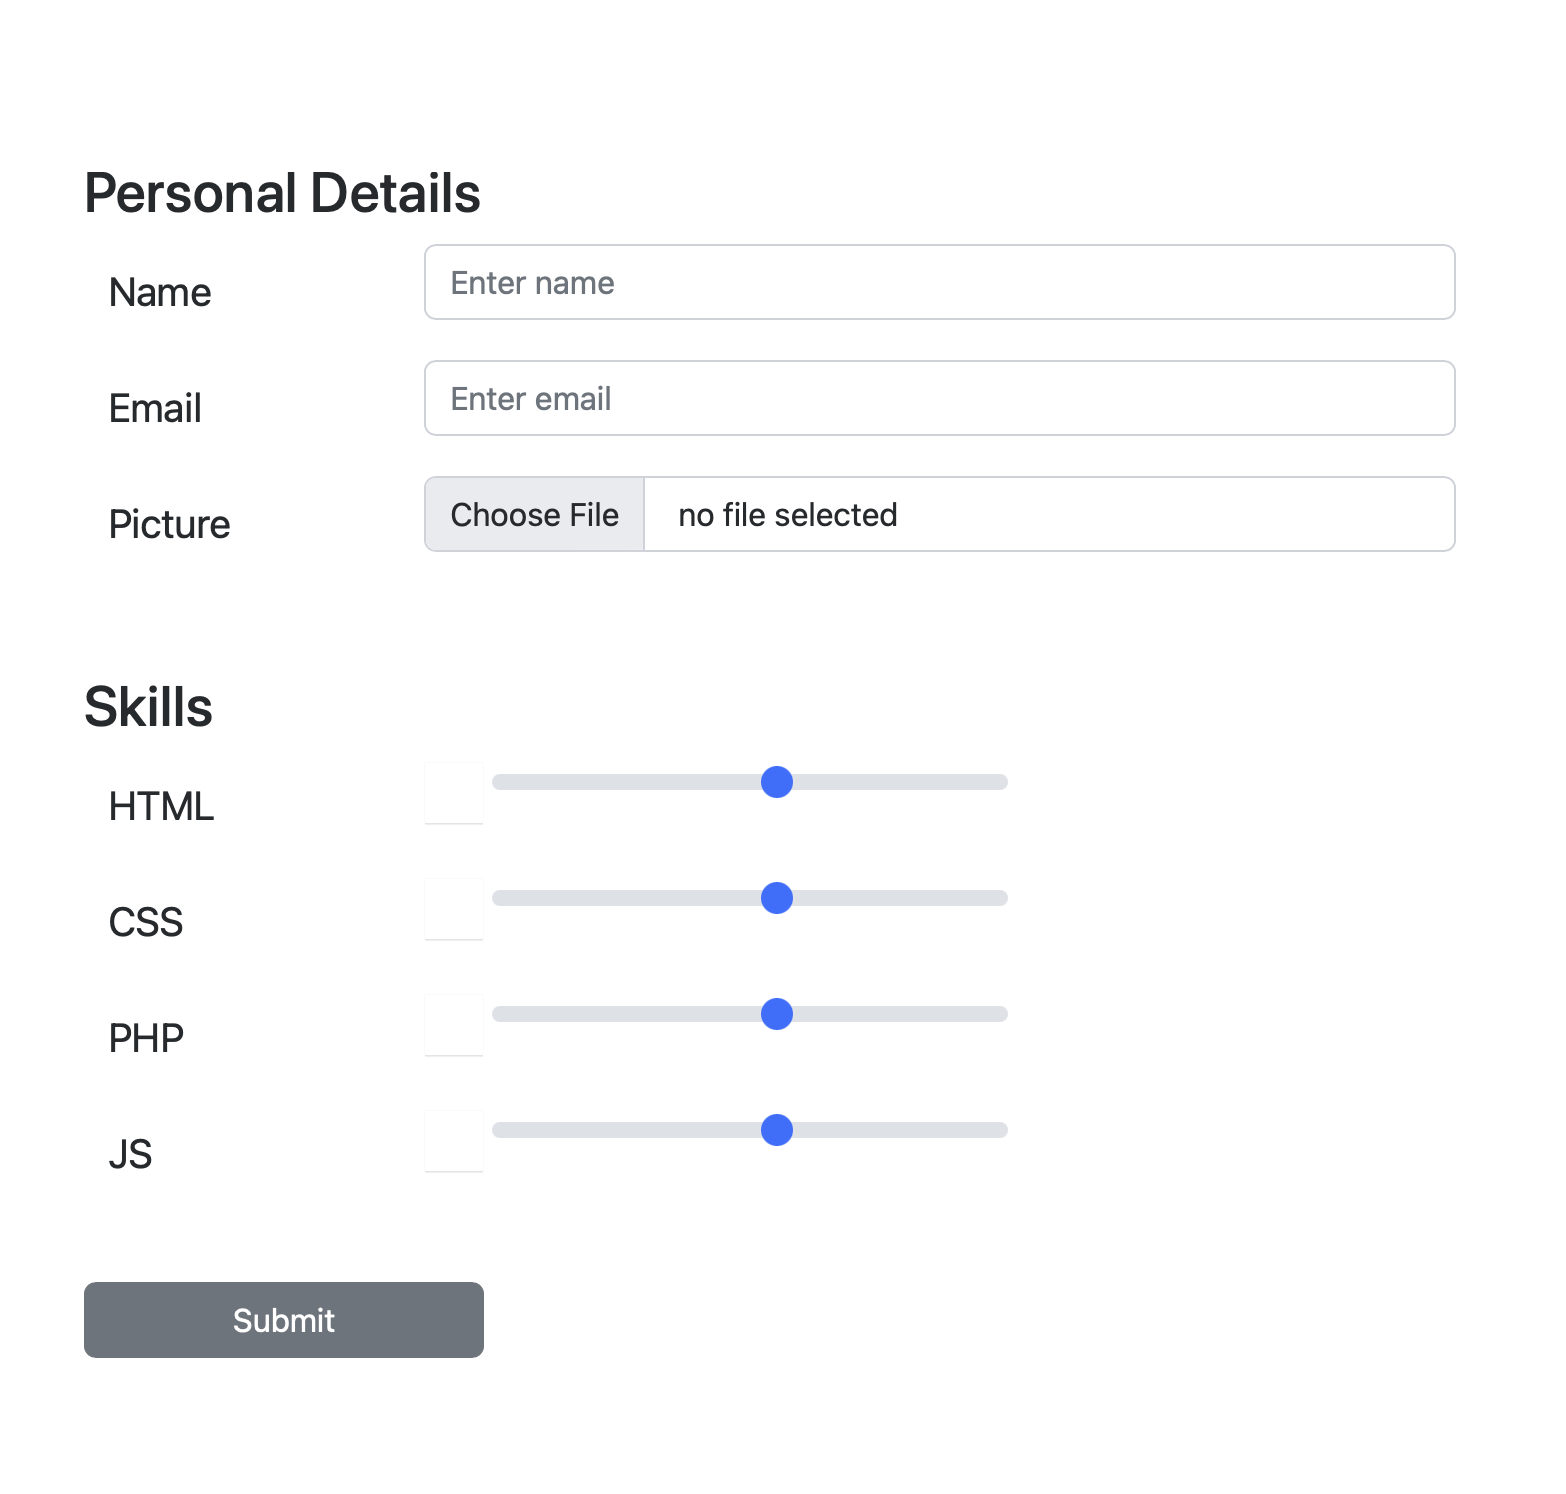 Personal Details
Name
Enter name
Email
Enter email
Picture
Choose File no file selected
Skills
HTML
CSS
PHP
JS
Submit